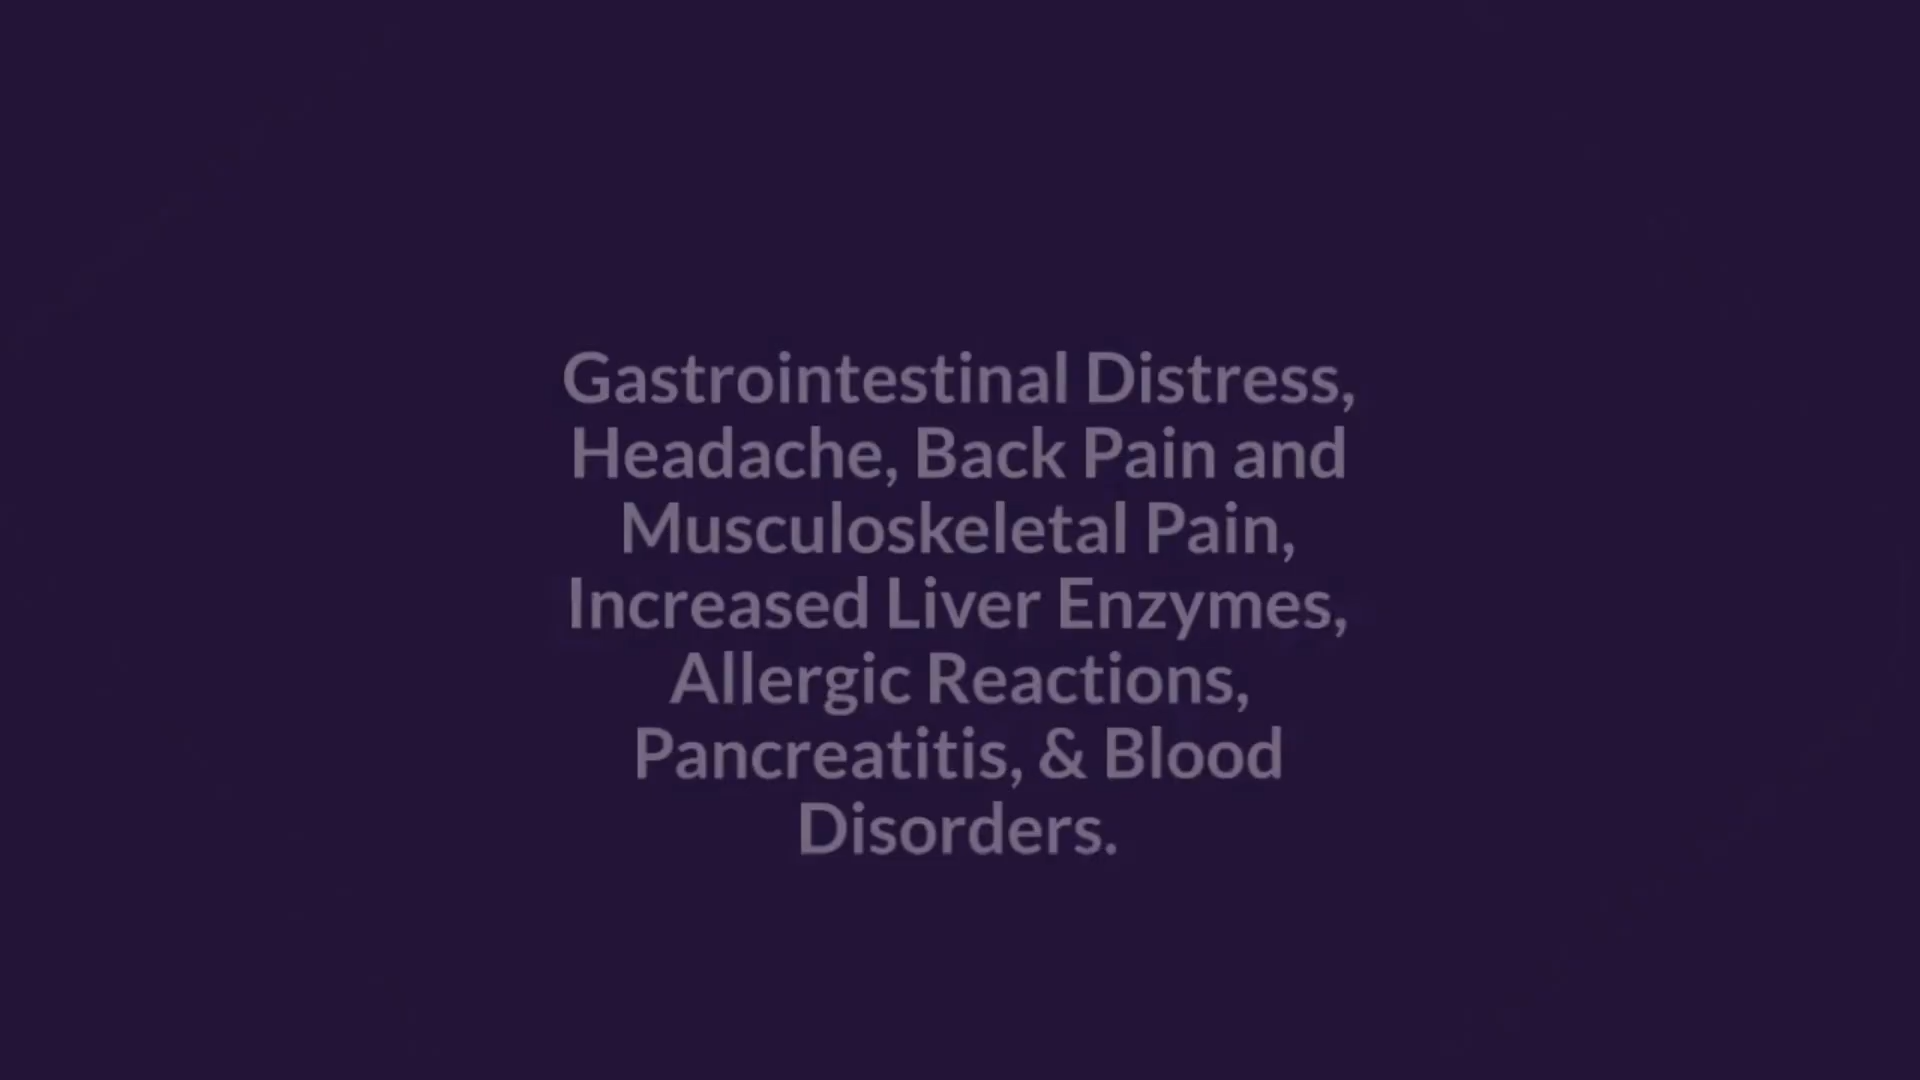 Gastrointestinal Distress,
Headache, Back Pain and
Musculoskeletal Pain,
Increased Liver Enzymes,
Allergic Reactions,
Pancreatitis, & Blood
Disorders.